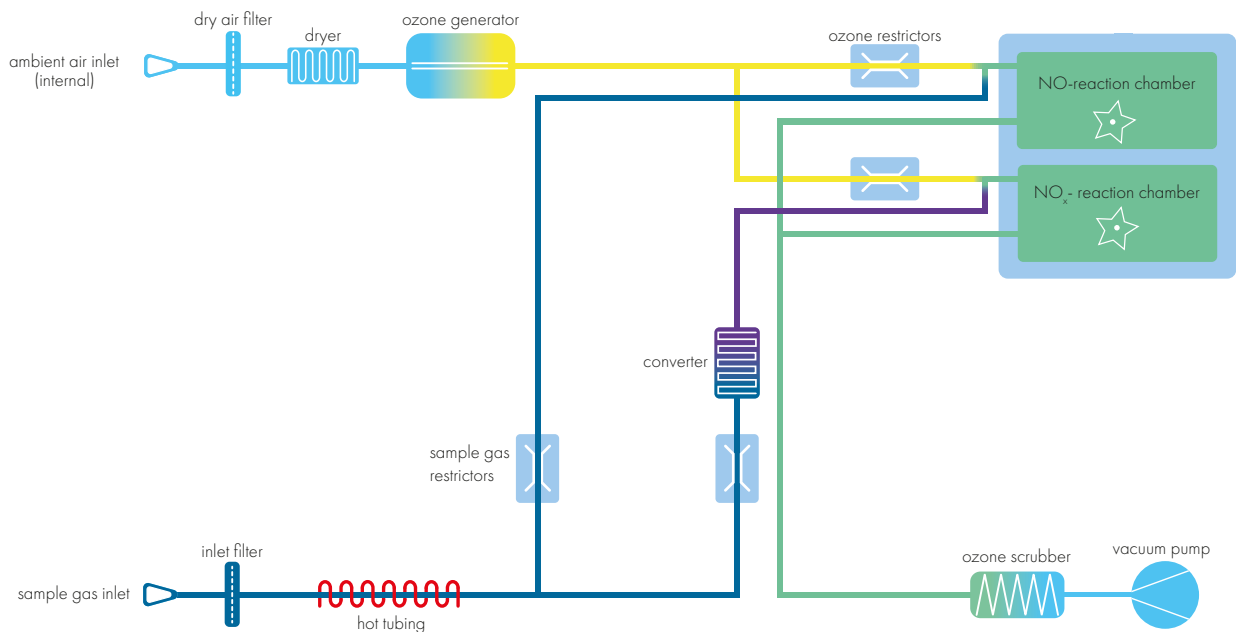 dry air filter
dryer
ozone generator
ozone restrictors
ambient air inlet
(internal)
NO-reaction chamber
NOₓ- reaction chamber
converter
sample gas
restrictors
inlet filter
sample gas inlet
hot tubing
ozone scrubber
vacuum pump